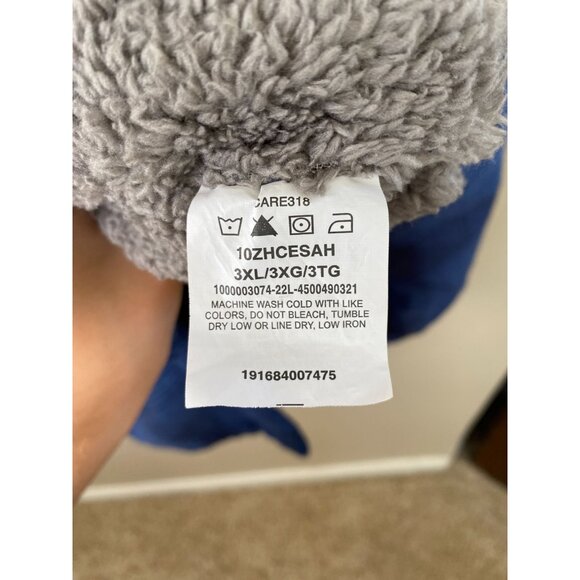 CARE318
10ZHCESAH
3XL/3XG/3TG
1000003074-22L-4500490321
MACHINE WASH COLD WITH LIKE
COLORS, DO NOT BLEACH, TUMBLE
DRY LOW OR LINE DRY, LOW IRON
191684007475